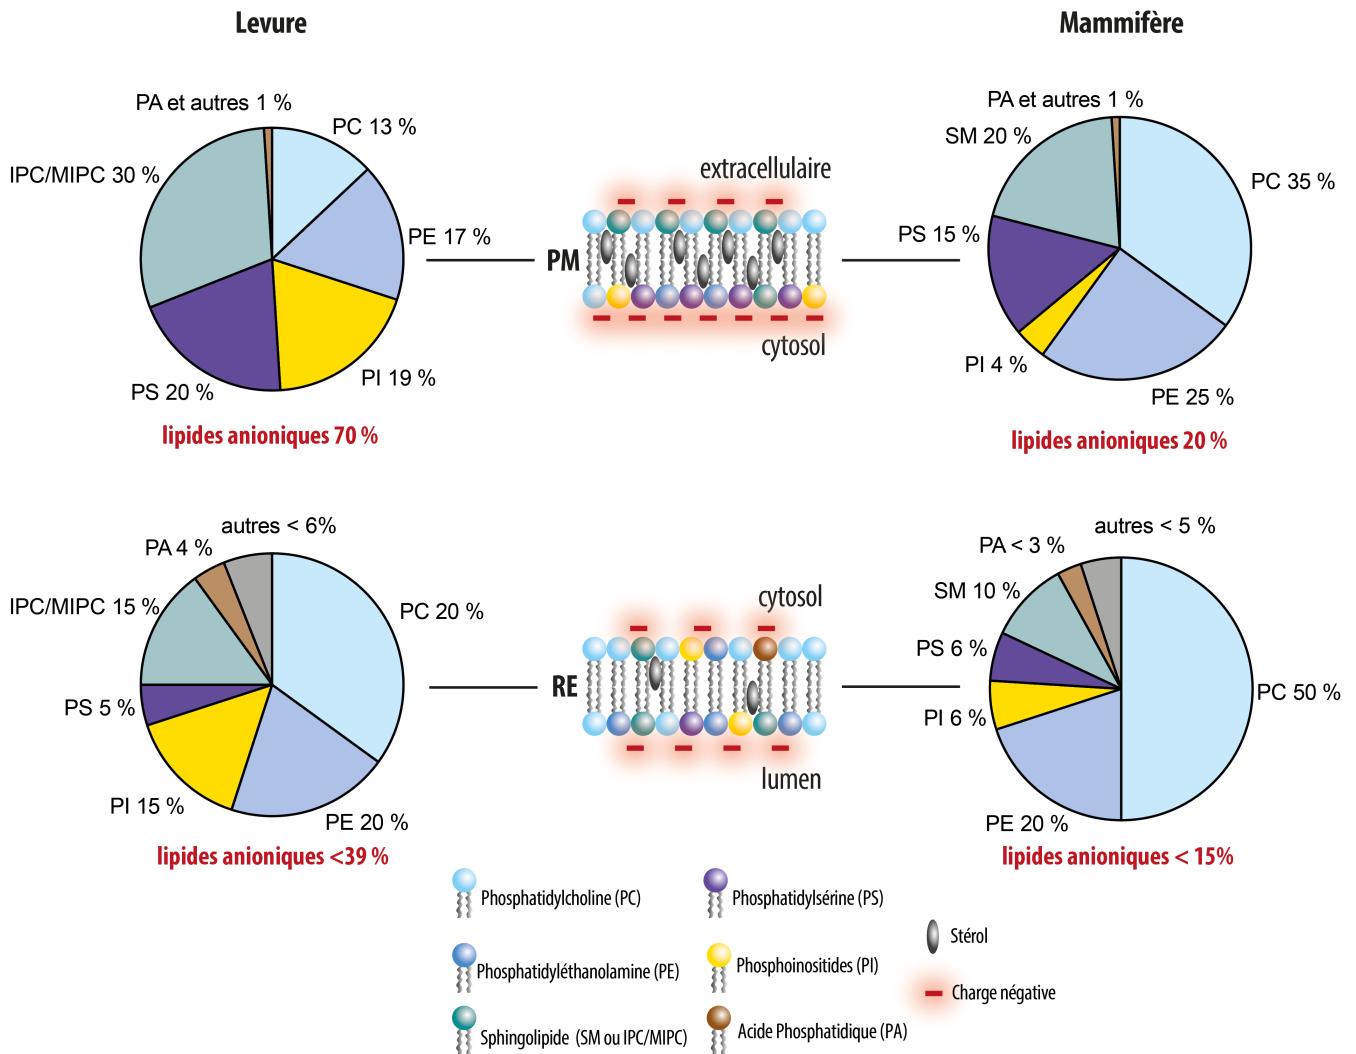 Levure
Mammifère
PA et autres 1 %
PC 13 %
IPC/MIPC 30 %
PE 17 %
PS 20 %
PI 19 %
lipides anioniques 70 %
extracellulaire
PM
cytosol
PA et autres 1 %
SM 20 %
PC 35 %
PS 15 %
PI 4 %
PE 25 %
lipides anioniques 20 %
autres < 6%
PA 4 %
IPC/MIPC 15 %
PC 20 %
PS 5 %
PI 15 %
PE 20 %
lipides anioniques <39 %
cytosol
RE
lumen
autres < 5 %
PA < 3 %
SM 10 %
PS 6 %
PC 50 %
PI 6 %
PE 20 %
lipides anioniques < 15%
Phosphatidylcholine (PC)
Phosphatidylsérine (PS)
Stérol
Phosphatidyléthanolamine (PE)
Phosphoinositides (PI)
Charge négative
Sphingolipide (SM ou IPC/MIPC)
Acide Phosphatidique (PA)